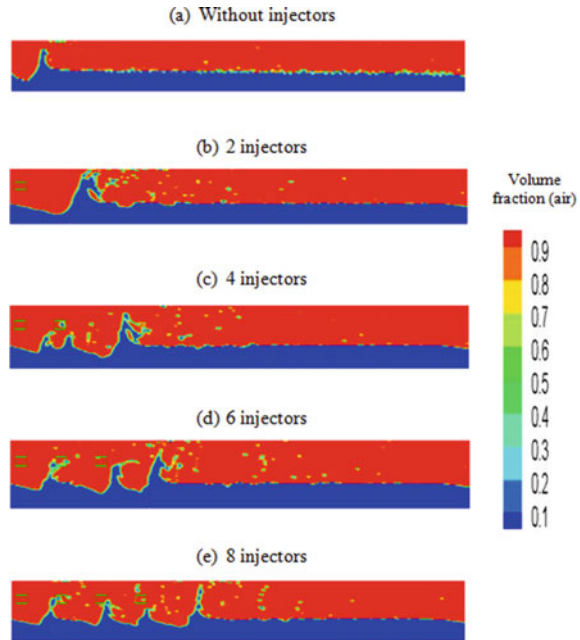 (a) Without injectors
(b) 2 injectors
(c) 4 injectors
(d) 6 injectors
(e) 8 injectors
Volume
fraction (air)
0.9
0.8
0.7
0.6
0.5
0.4
0.3
0.2
0.1